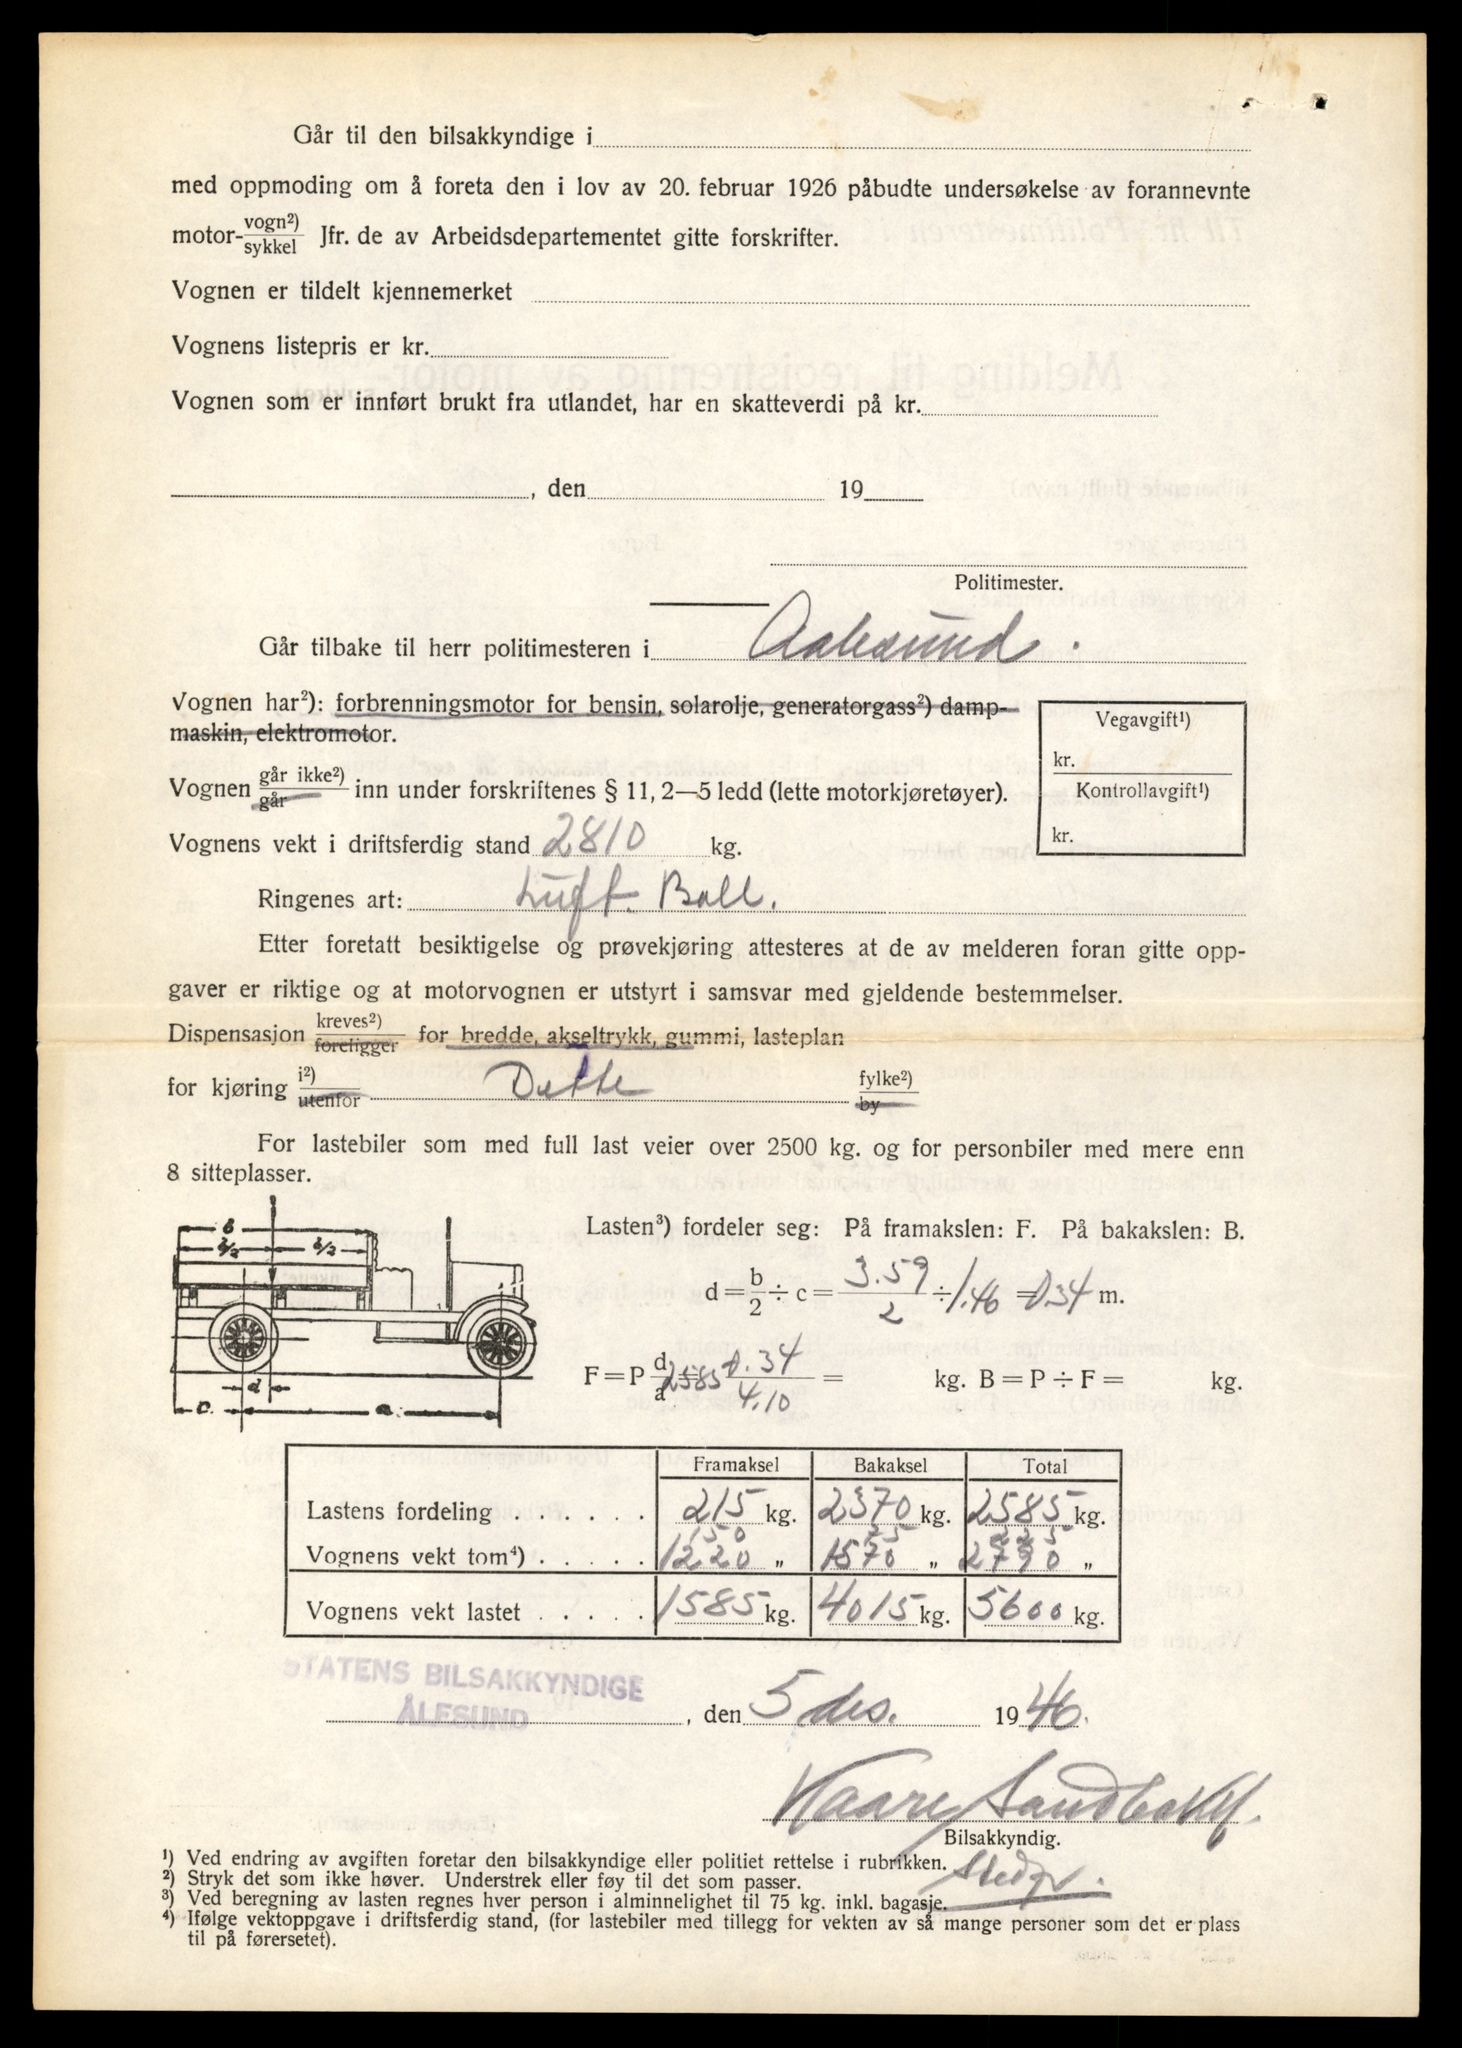 Går til den bilsakkyndige i
med oppmoding om å foreta den i lov av 20. februar 1926 påbudte undersøkelse av forannevnte
motor-vogn²)/sykkel Jfr. de av Arbeidsdepartementet gitte forskrifter.
Vognen er tildelt kjennemerket
Vognens listepris er kr.
Vognen som er innført brukt fra utlandet, har en skatteverdi på kr.
, den 19
Politimester.
Går tilbake til herr politimesteren i Aalesund.
Vognen har²): forbrenningsmotor for bensin, solarolje, generatorgass²) damp-
maskin, elektromotor.
Vegavgift¹)
kr.
Kontrollavgift¹)
kr.
Vognen går ikke²)/går inn under forskriftenes § 11, 2—5 ledd (lette motorkjøretøyer).
Vognens vekt i driftsferdig stand 2810 kg.
Ringenes art: Luft. Ball.
Etter foretatt besiktigelse og prøvekjøring attesteres at de av melderen foran gitte opp-
gaver er riktige og at motorvognen er utstyrt i samsvar med gjeldende bestemmelser.
Dispensasjon kreves²)/foreligger for bredde, akseltrykk, gummi, lasteplan
for kjøring i²)/utenfor Dette fylke²)/by
For lastebiler som med full last veier over 2500 kg. og for personbiler med mere enn
8 sitteplasser.
b
b/2 b/2
d
c. a.
Lasten³) fordeler seg: På framakslen: F. På bakakslen: B.
d = b/2 ÷ c = 3.59/2 ÷ 1.46 = 0.34 m.
F = P d/a = 2585 0.34/4.10 = kg. B = P ÷ F = kg.
Framaksel Bakaksel Total
Lastens fordeling . . . . . . 215 kg. 2370 kg. 2585 kg.
150 75 225
Vognens vekt tom⁴) . . . . . 1220 „ 1570 „ 2790 „
Vognens vekt lastet . . . . . 1585 kg. 4015 kg. 5600 kg.
STATENS BILSAKKYNDIGE
ÅLESUND
, den 5 des. 1946.
Kaare Sandbakk.
Bilsakkyndig.
¹) Ved endring av avgiften foretar den bilsakkyndige eller politiet rettelse i rubrikken.
²) Stryk det som ikke høver. Understrek eller føy til det som passer.
³) Ved beregning av lasten regnes hver person i alminnelighet til 75 kg. inkl. bagasje.
⁴) Ifølge vektoppgave i driftsferdig stand, (for lastebiler med tillegg for vekten av så mange personer som det er plass
til på førersetet).